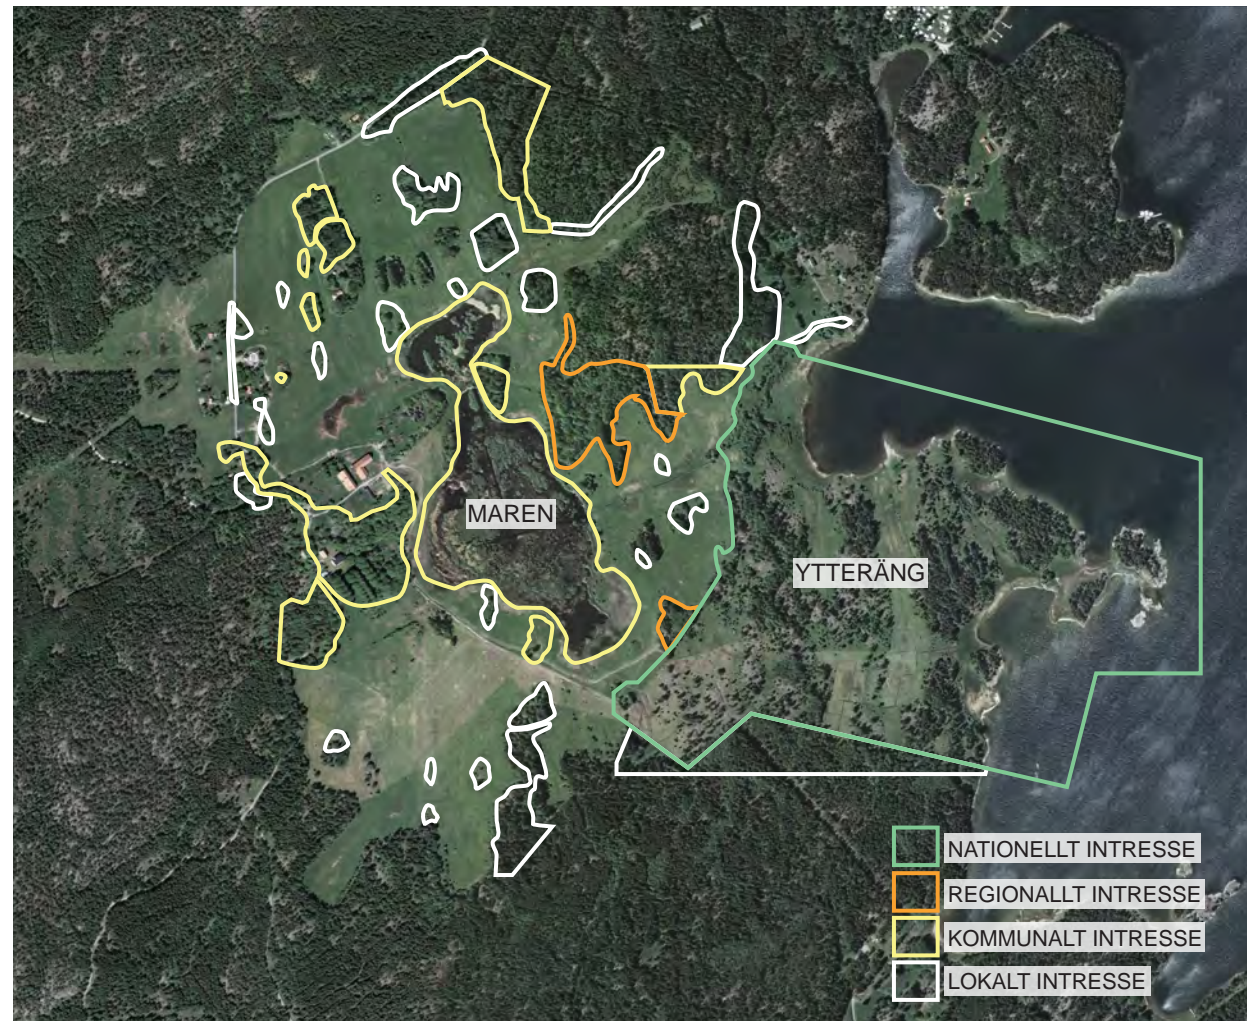 MAREN
YTTERÄNG
NATIONELLT INTRESSE
REGIONALLT INTRESSE
KOMMUNALT INTRESSE
LOKALT INTRESSE